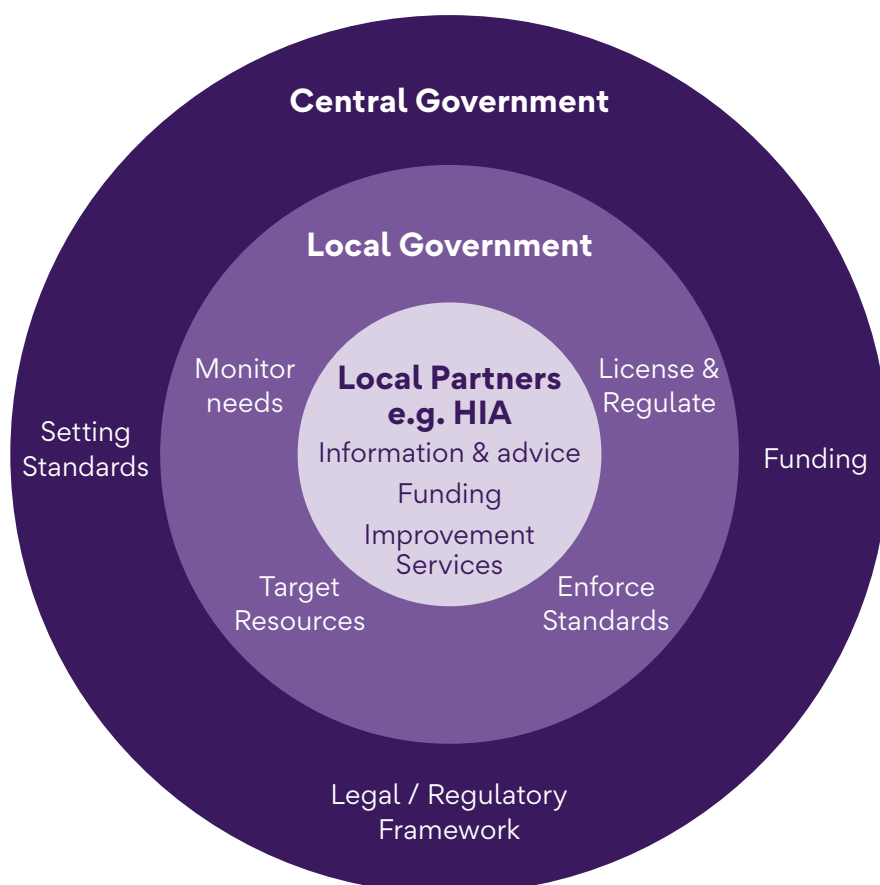 Central Government
Local Government
Monitor
needs
License &
Regulate
Local Partners
e.g. HIA
Information & advice
Funding
Improvement
Services
Setting
Standards
Funding
Target
Resources
Enforce
Standards
Legal / Regulatory
Framework